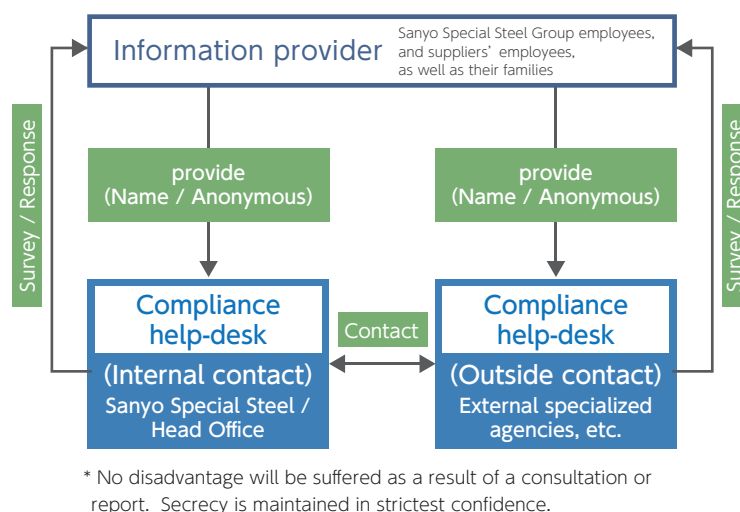 Information provider
Sanyo Special Steel Group employees,
and suppliers' employees,
as well as their families
Survey / Response
provide
(Name / Anonymous)
provide
(Name / Anonymous)
Survey / Response
Compliance
help-desk
(Internal contact)
Sanyo Special Steel /
Head Office
Contact
Compliance
help-desk
(Outside contact)
External specialized
agencies, etc.
* No disadvantage will be suffered as a result of a consultation or
report. Secrecy is maintained in strictest confidence.